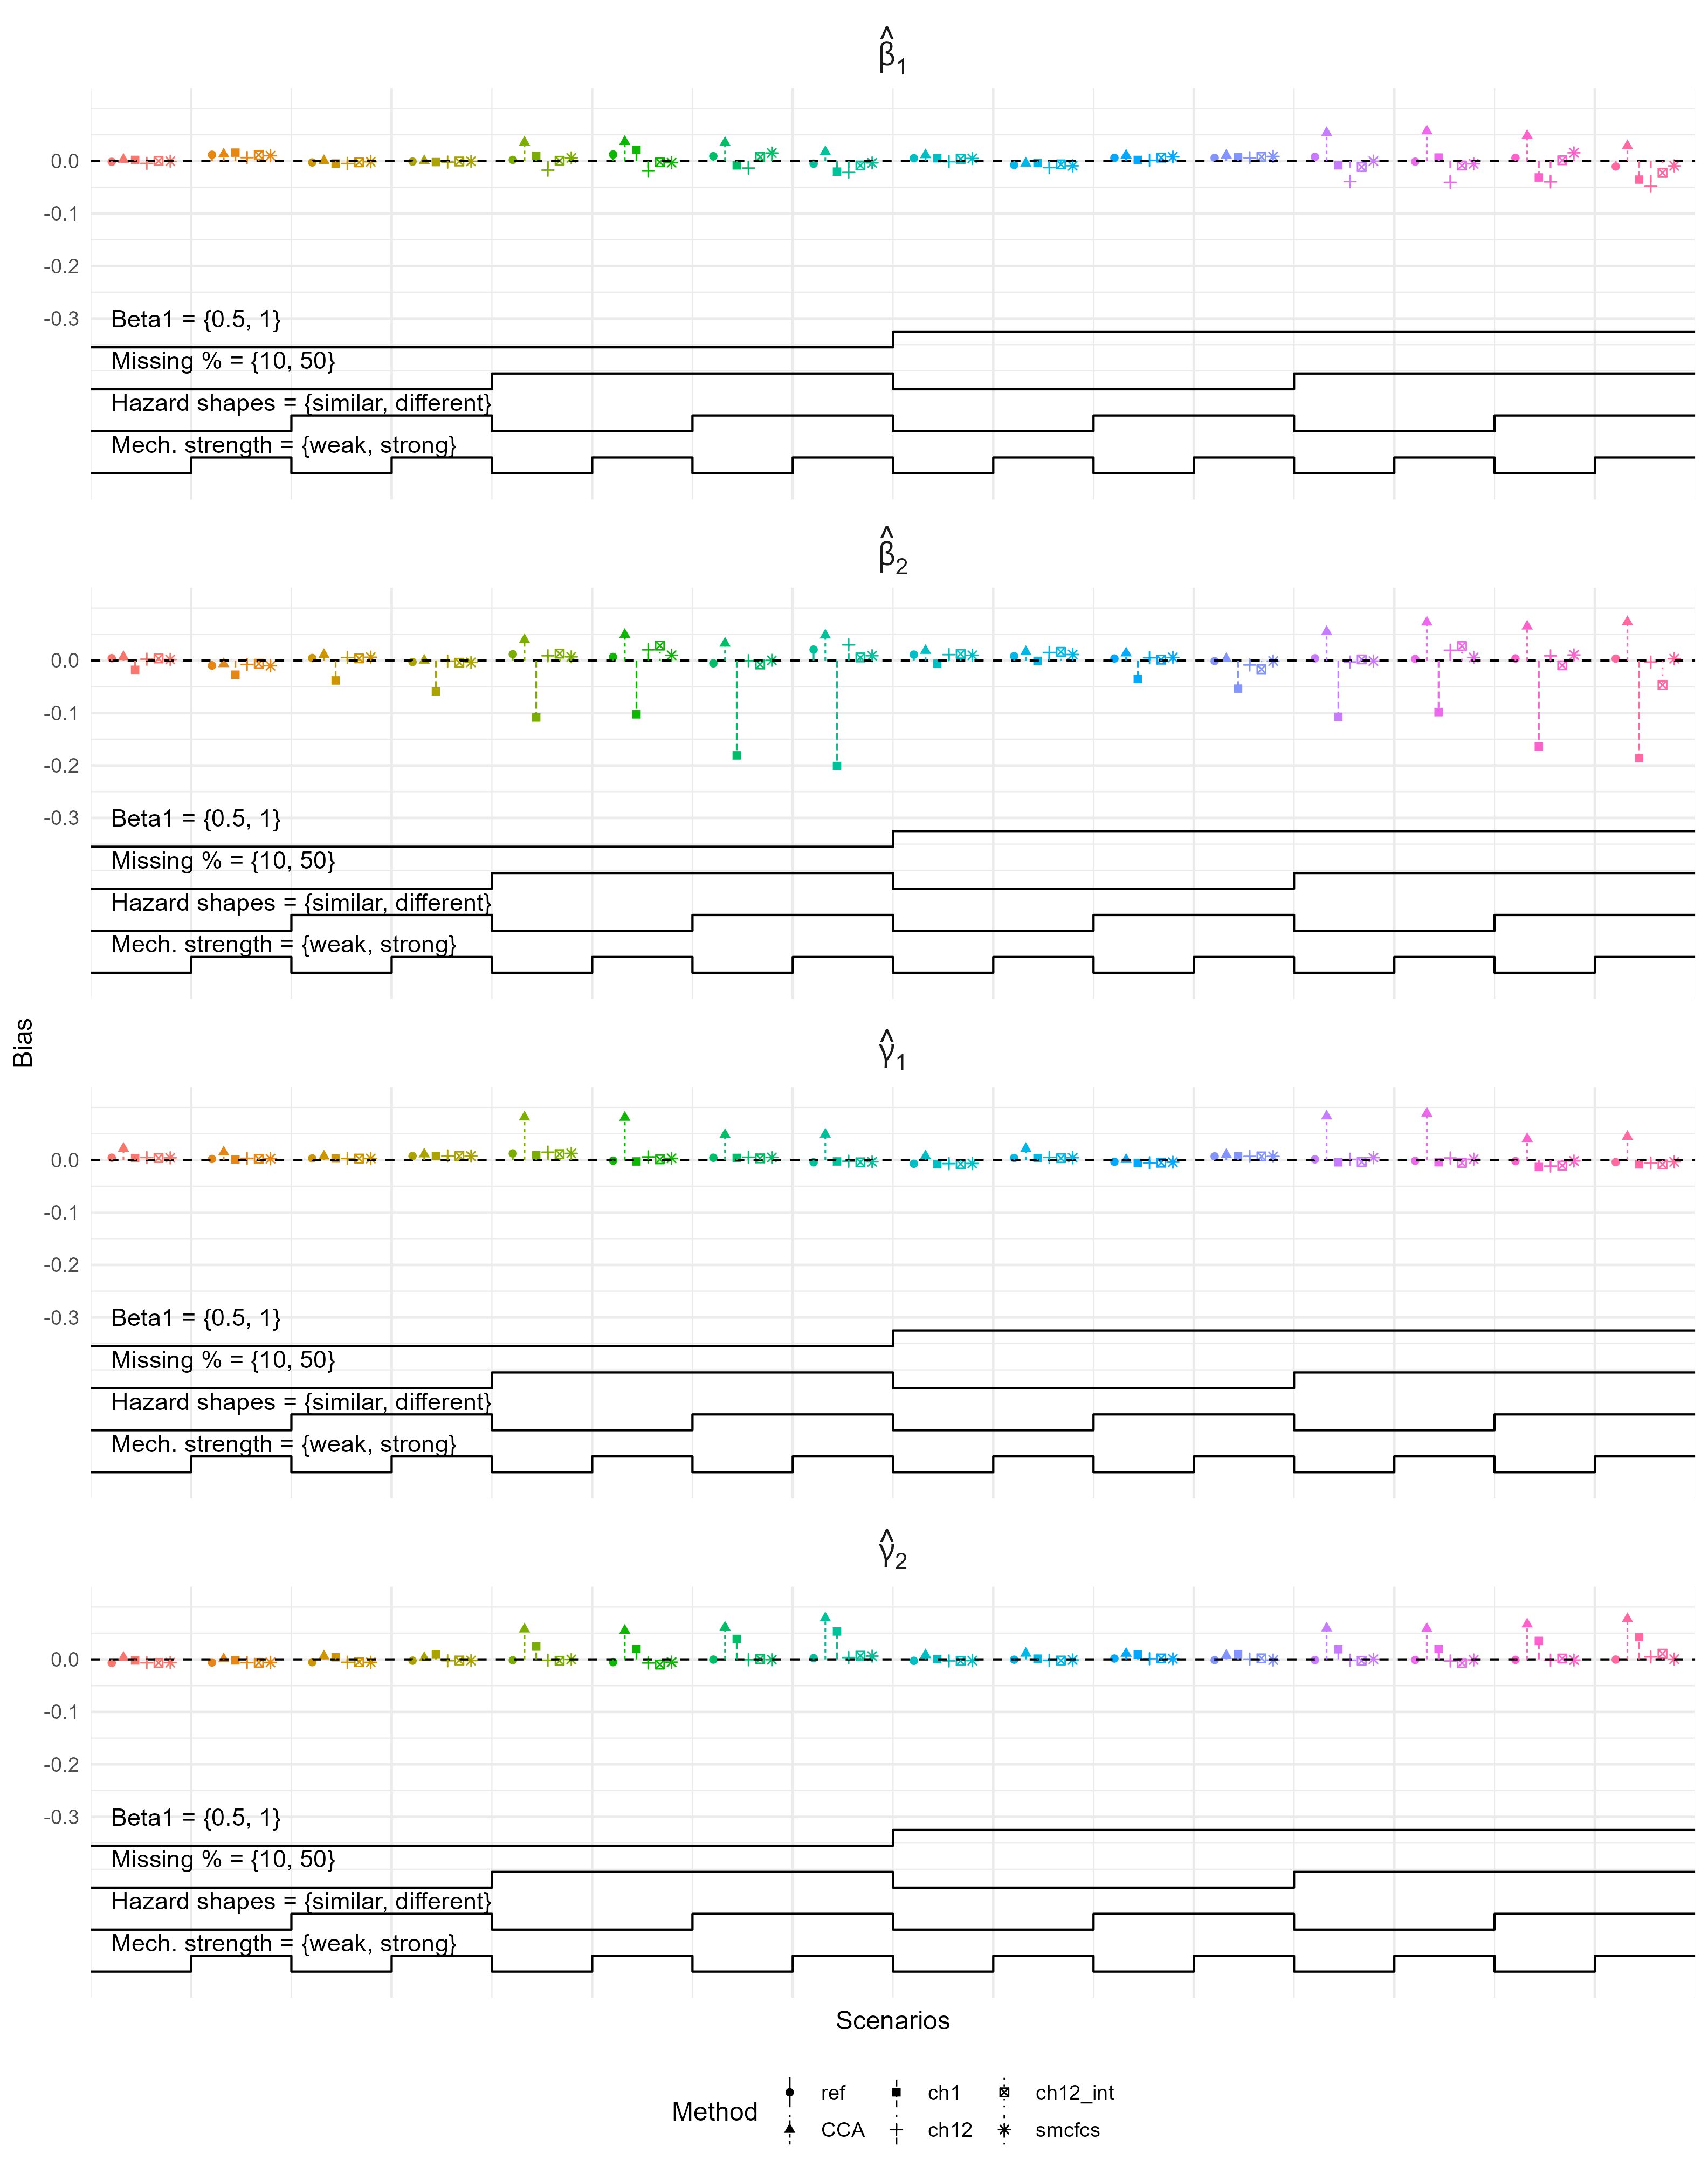 β̂1
0.0
-0.1
-0.2
-0.3
Beta1 = {0.5, 1}
Missing % = {10, 50}
Hazard shapes = {similar, different}
Mech. strength = {weak, strong}
β̂2
0.0
-0.1
-0.2
-0.3
Beta1 = {0.5, 1}
Missing % = {10, 50}
Hazard shapes = {similar, different}
Mech. strength = {weak, strong}
Bias
γ̂1
0.0
-0.1
-0.2
-0.3
Beta1 = {0.5, 1}
Missing % = {10, 50}
Hazard shapes = {similar, different}
Mech. strength = {weak, strong}
γ̂2
0.0
-0.1
-0.2
-0.3
Beta1 = {0.5, 1}
Missing % = {10, 50}
Hazard shapes = {similar, different}
Mech. strength = {weak, strong}
Scenarios
Method
ref ch1 ch12_int
CCA ch12 smcfcs